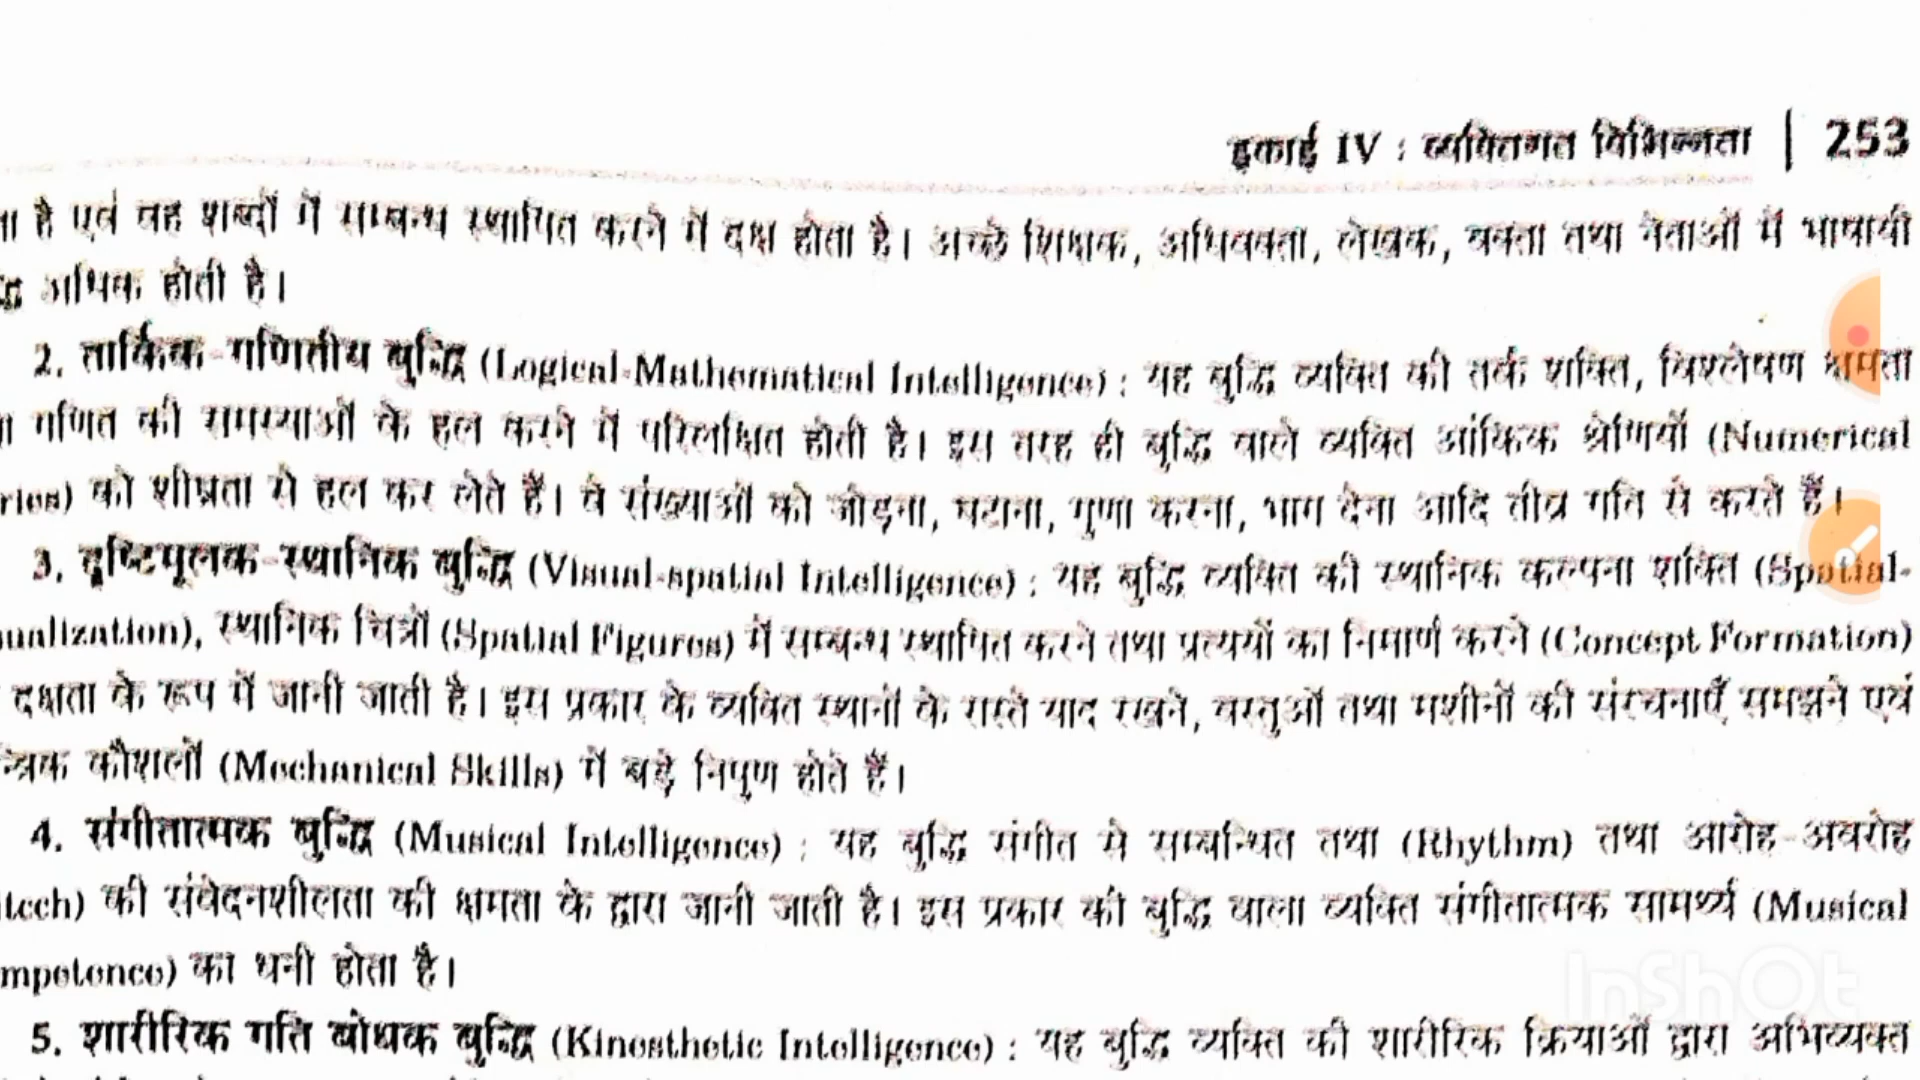 इकाई IV : व्यक्तिगत विभिन्नता | 253
है एवं वह शब्दों में सम्बन्ध स्थापित करने में दक्ष होता है। अच्छे शिक्षक, अधिवक्ता, लेखक, वक्ता तथा नेताओं में भाषायी
अधिक होती है।
2. तार्किक-गणितीय बुद्धि (Logical-Mathematical Intelligence) : यह बुद्धि व्यक्ति की तर्क शक्ति, विश्लेषण क्षमता
गणित की समस्याओं के हल करने में परिलक्षित होती है। इस तरह ही बुद्धि वाले व्यक्ति आंकिक श्रेणियों (Numerical
को शीघ्रता से हल कर लेते हैं। वे संख्याओं को जोड़ना, घटाना, गुणा करना, भाग देना आदि तीव्र गति से करते हैं।
3. दृष्टिमूलक-स्थानिक बुद्धि (Visual-spatial Intelligence) : यह बुद्धि व्यक्ति की स्थानिक कल्पना शक्ति (Spatial-
ualization), स्थानिक चित्रों (Spatial Figures) में सम्बन्ध स्थापित करने तथा प्रत्ययों का निमार्ण करने (Concept Formation)
दक्षता के रूप में जानी जाती है। इस प्रकार के व्यक्ति स्थानों के रास्ते याद रखने, वस्तुओं तथा मशीनों की संरचनाएँ समझने एवं
न्त्रिक कौशलों (Mechanical Skills) में बड़े निपुण होते हैं।
4. संगीतात्मक बुद्धि (Musical Intelligence) : यह बुद्धि संगीत से सम्बन्धित तथा (Rhythm) तथा आरोह-अवरोह
itcch) की संवेदनशीलता की क्षमता के द्वारा जानी जाती है। इस प्रकार की बुद्धि वाला व्यक्ति संगीतात्मक सामर्थ्य (Musical
mpetence) का धनी होता है।
5. शारीरिक गति बोधक बुद्धि (Kinesthetic Intelligence) : यह बुद्धि व्यक्ति की शारीरिक क्रियाओं द्वारा अभिव्यक्त
InShOt